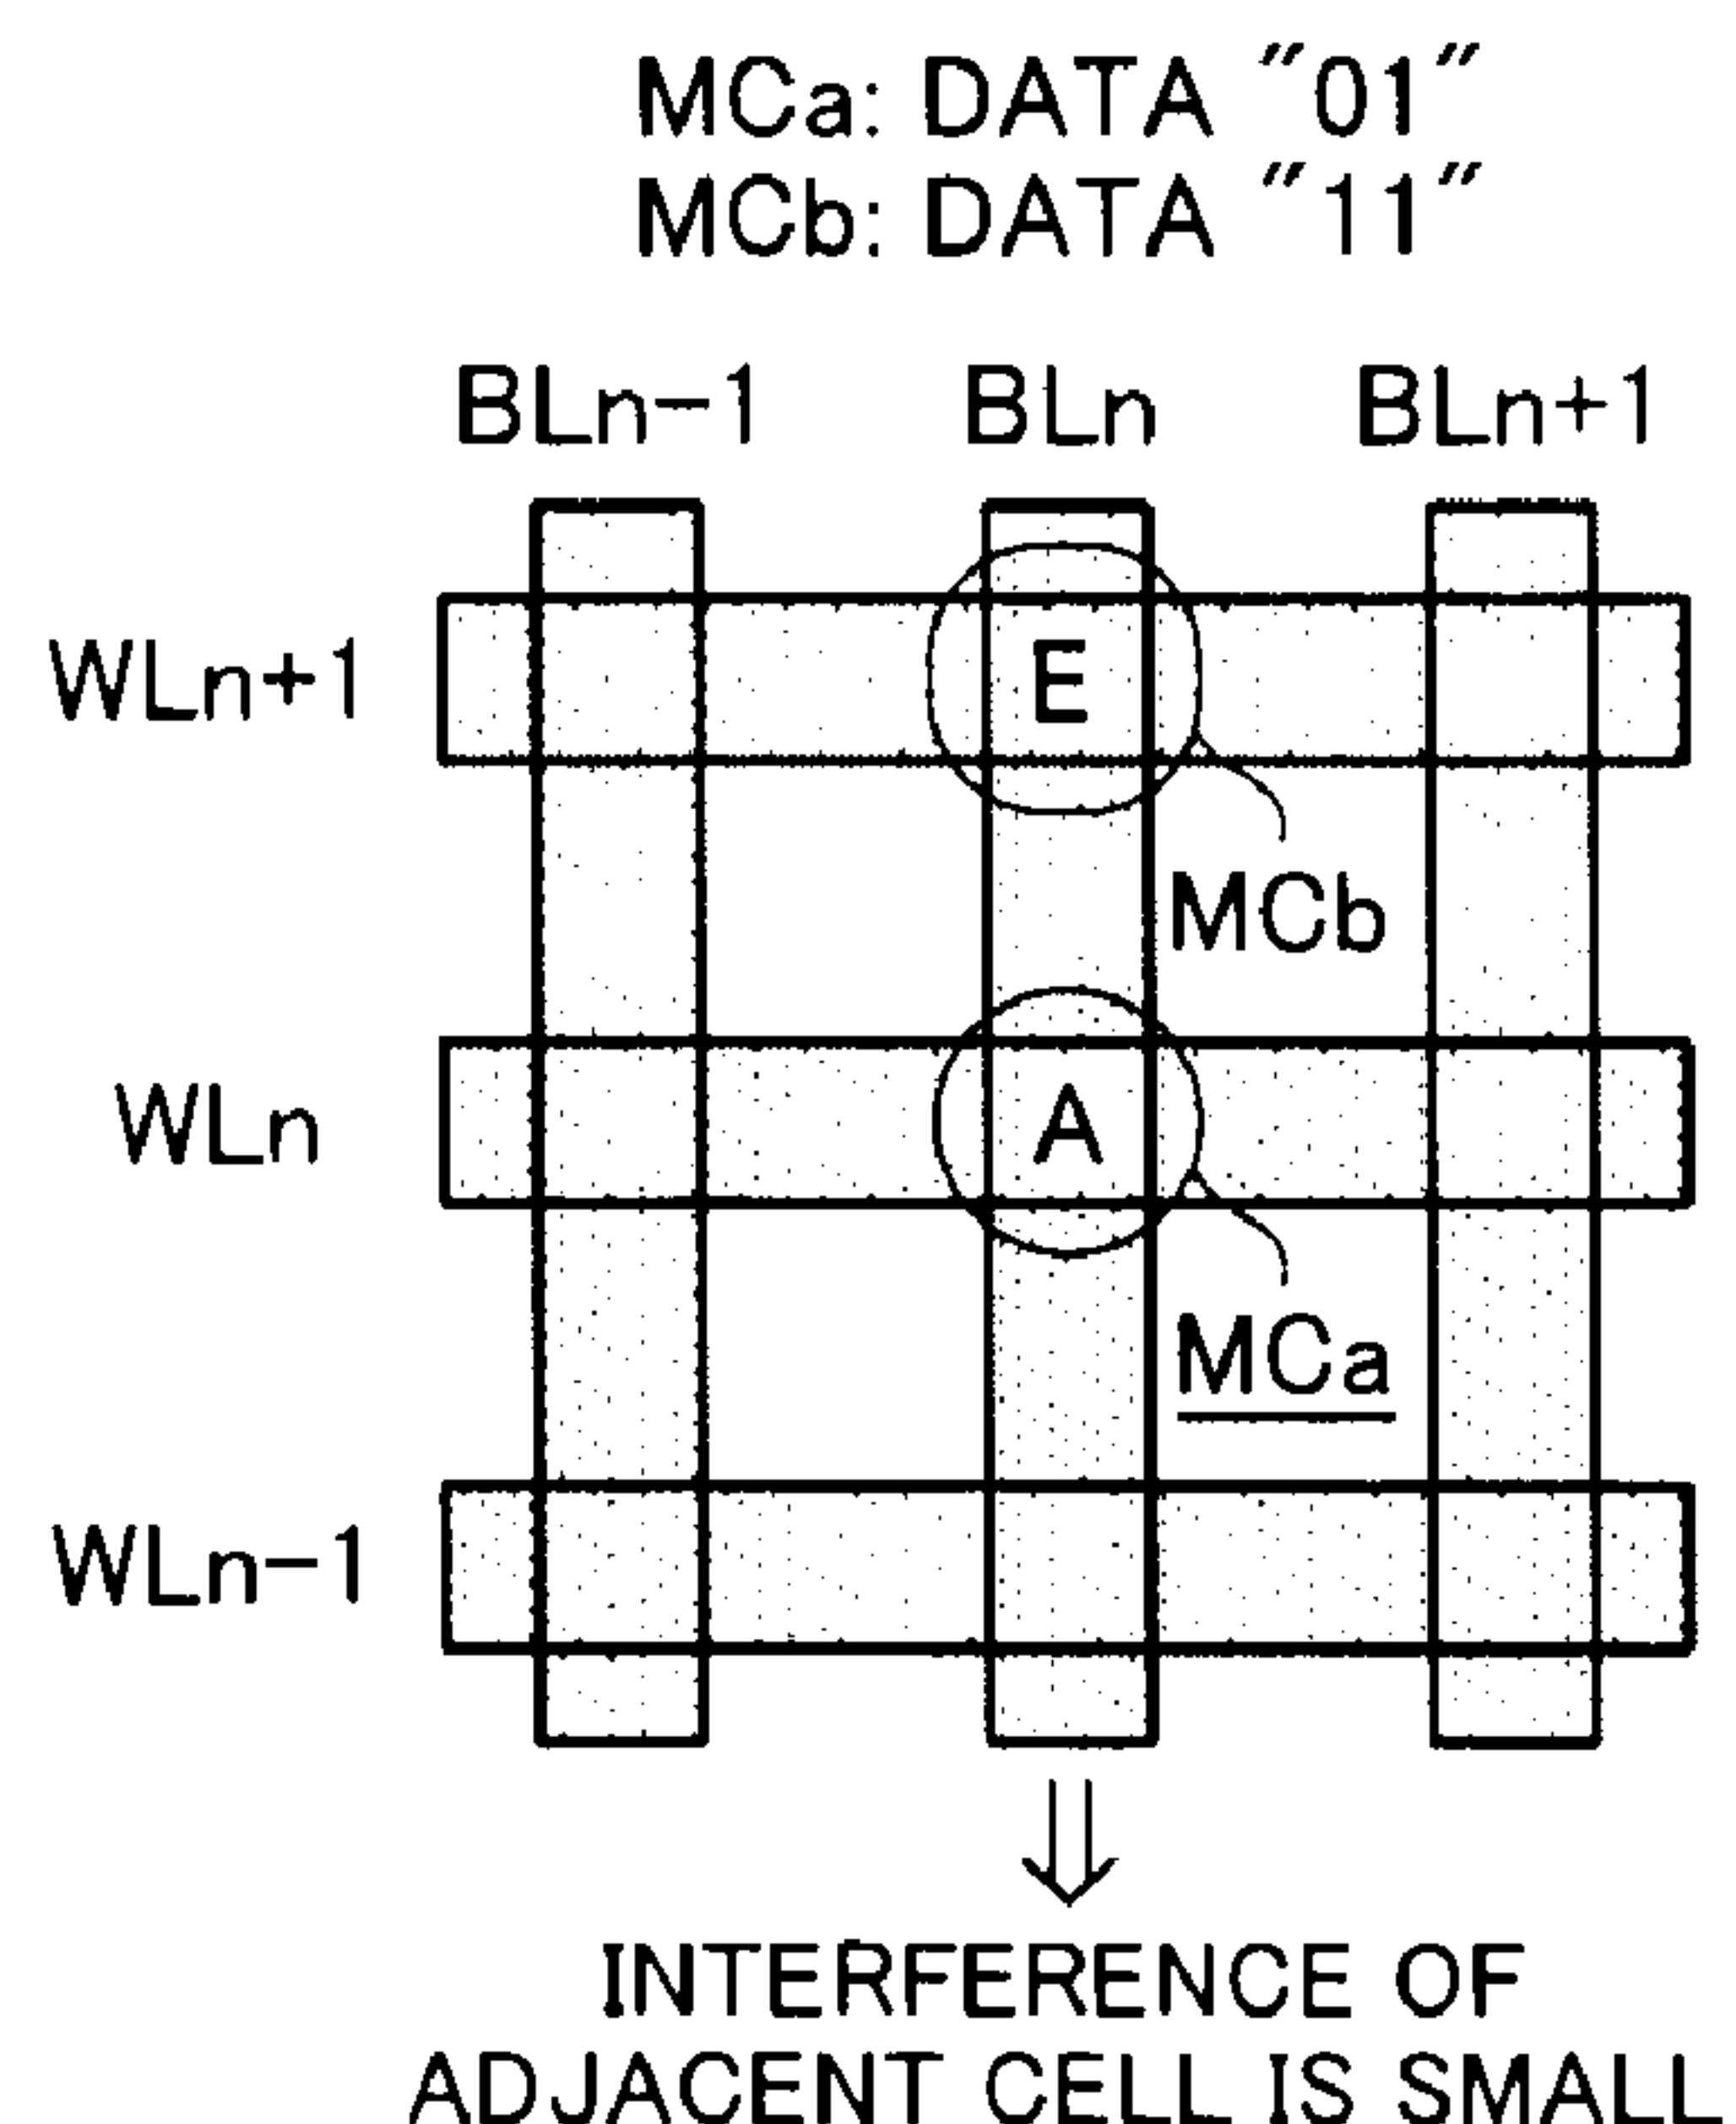 MCa: DATA "01"
MCb: DATA "11"
BLn-1 BLn BLn+1
WLn+1 E
MCb
WLn A
MCa
WLn-1
INTERFERENCE OF
ADJACENT CELL IS SMALL